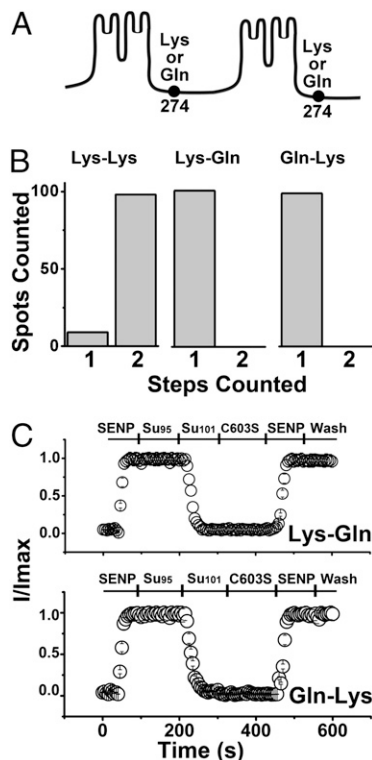 A
Lys
or
Gln
274
Lys
or
Gln
274
B
Lys-Lys Lys-Gln Gln-Lys
Spots Counted
100
50
0
1 2 1 2 1 2
Steps Counted
C
SENP Su95 Su101 C603S SENP Wash
I/Imax
1.0
0.5
0.0
Lys-Gln
SENP Su95 Su101 C603S SENP Wash
1.0
0.5
0.0
Gln-Lys
0 200 400 600
Time (s)